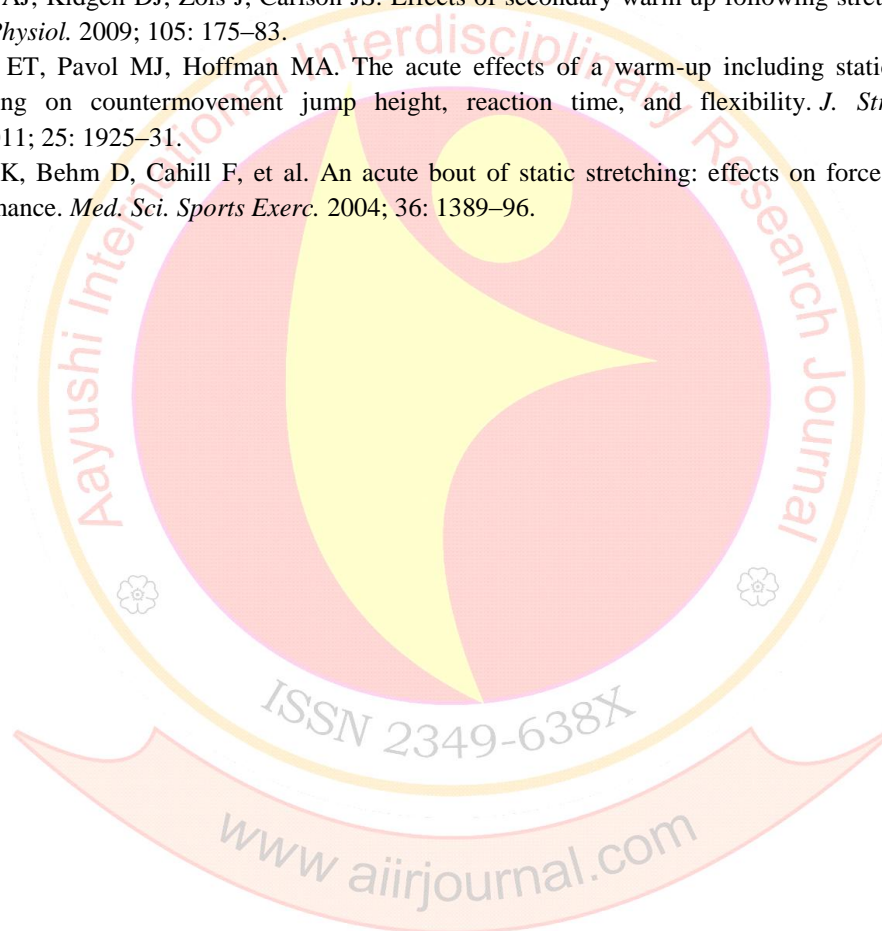 AJ, Kidgell DJ, Zois J, Carlson JS. Effects of secondary warm up following stret
Physiol. 2009; 105: 175–83.
ET, Pavol MJ, Hoffman MA. The acute effects of a warm-up including static
ng on countermovement jump height, reaction time, and flexibility. J. Str
011; 25: 1925–31.
K, Behm D, Cahill F, et al. An acute bout of static stretching: effects on force
nance. Med. Sci. Sports Exerc. 2004; 36: 1389–96.
Aayushi International Interdisciplinary Research Journal
ISSN 2349-638X
www aiirjournal.com